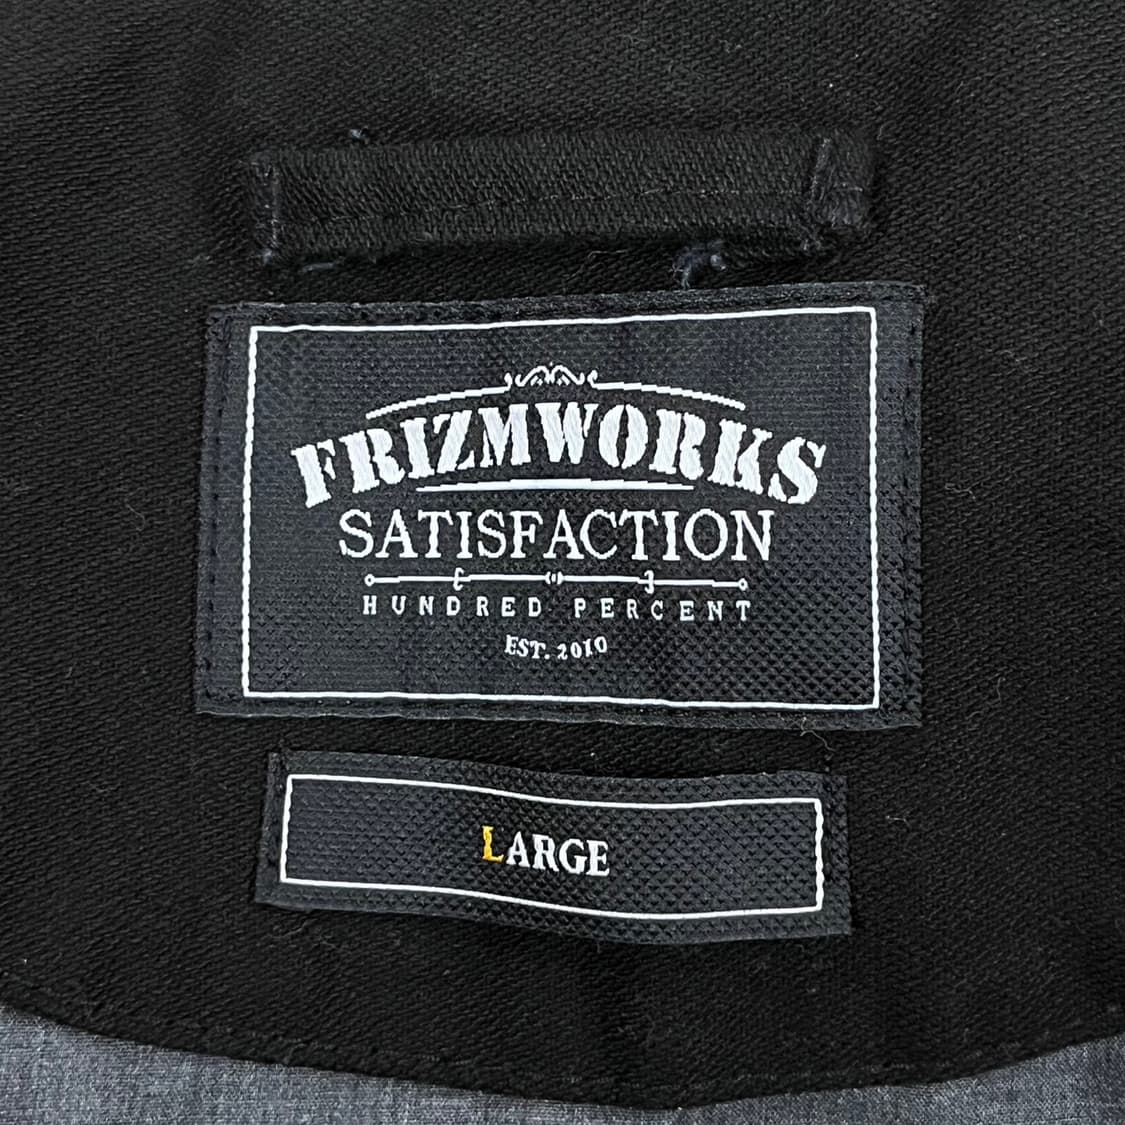 FRIZMWORKS
SATISFACTION
HUNDRED PERCENT
EST. 2010
LARGE